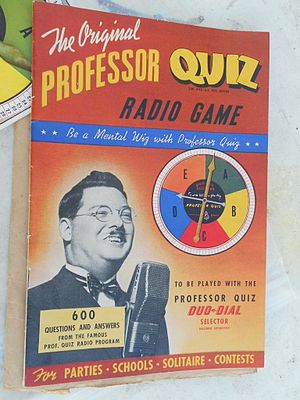 The Original
PROFESSOR QUIZ
RADIO GAME
Be a Mental Wiz with Professor Quiz
E A
D B
C
TO BE PLAYED WITH THE
PROFESSOR QUIZ
DUO-DIAL
SELECTOR
600
QUESTIONS AND ANSWERS
FROM THE FAMOUS
PROF. QUIZ RADIO PROGRAM
For PARTIES · SCHOOLS · SOLITAIRE · CONTESTS